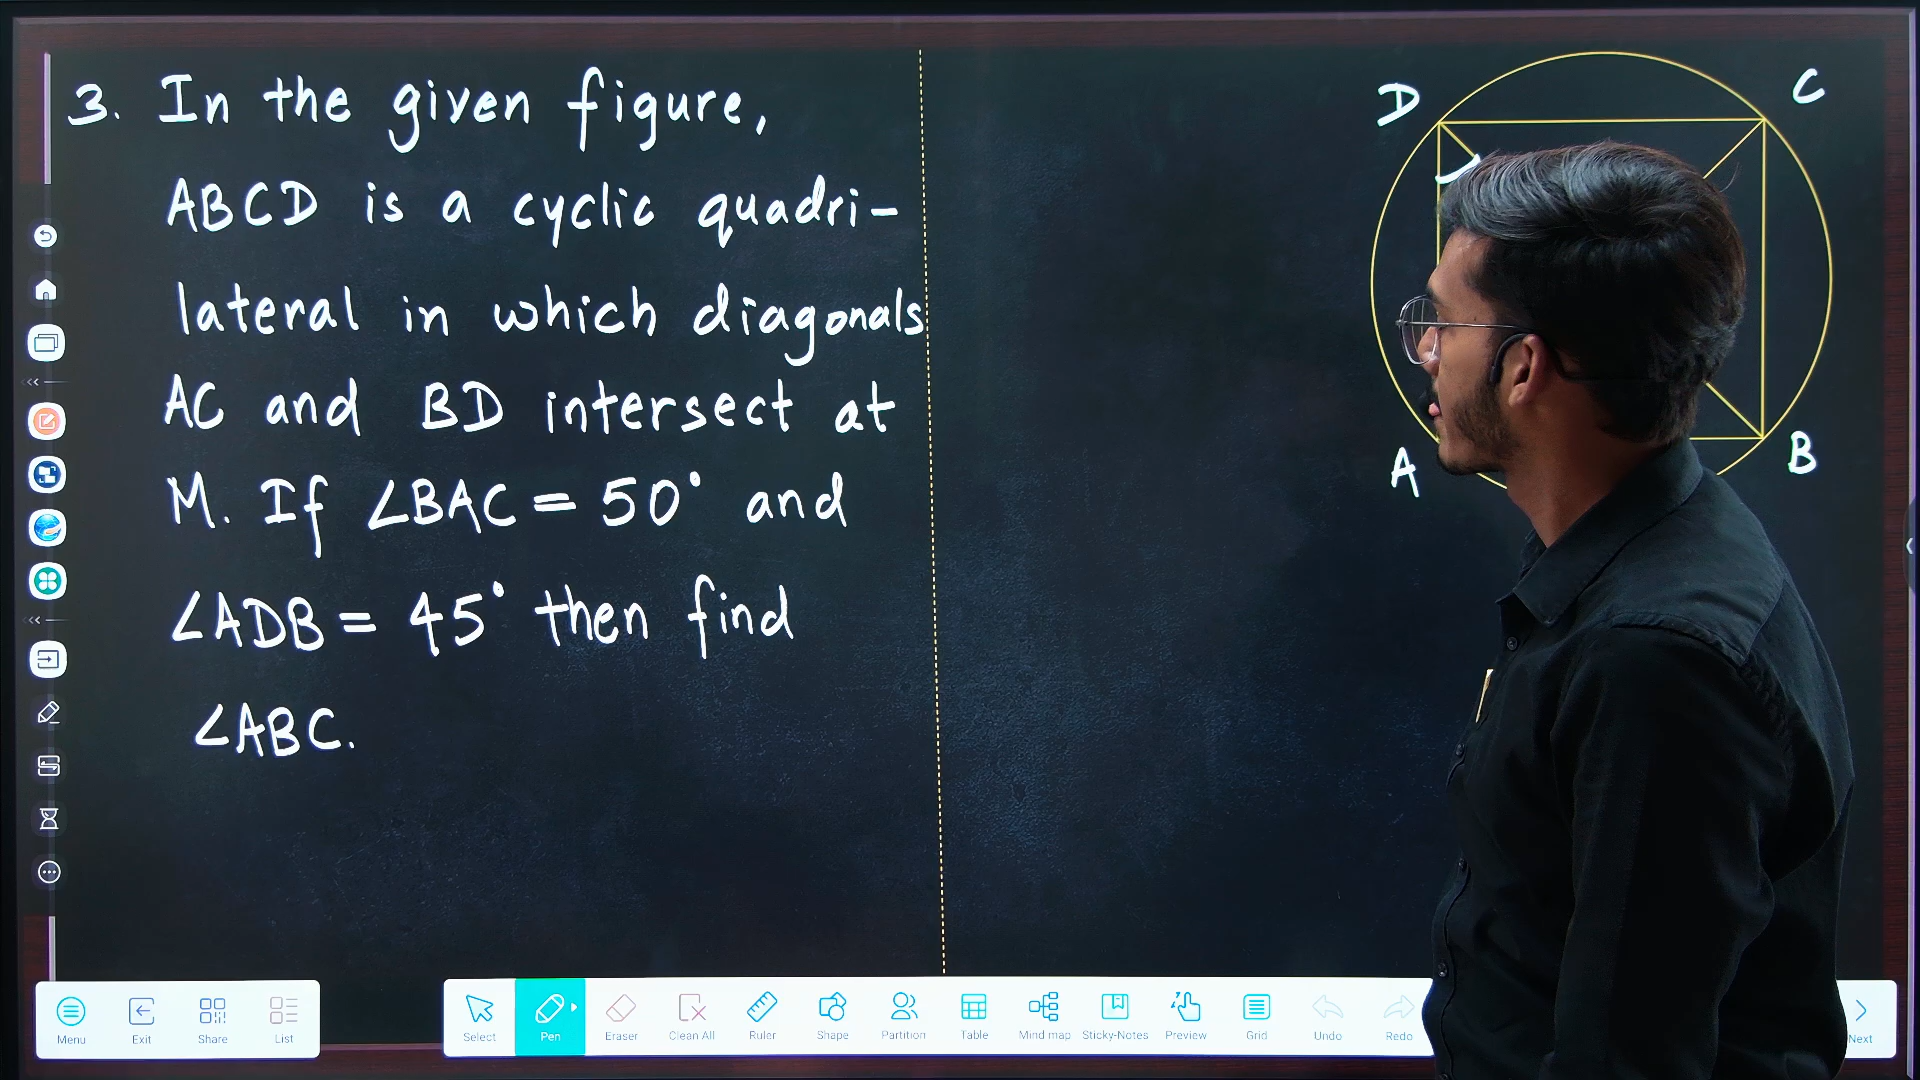 3. In the given figure,
ABCD is a cyclic quadri-
lateral in which diagonals
AC and BD intersect at
M. If ∠BAC = 50° and
∠ADB = 45° then find
∠ABC.
D
C
A
B
Menu
Exit
Share
List
Select
Pen
Eraser
Clean All
Ruler
Shape
Partition
Table
Mind map
Sticky-Notes
Preview
Grid
Undo
Redo
Next